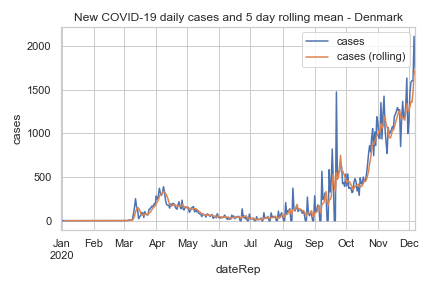 New COVID-19 daily cases and 5 day rolling mean - Denmark
cases
cases (rolling)
2000
1500
1000
500
0
cases
Jan Feb Mar Apr May Jun Jul Aug Sep Oct Nov Dec
2020
dateRep